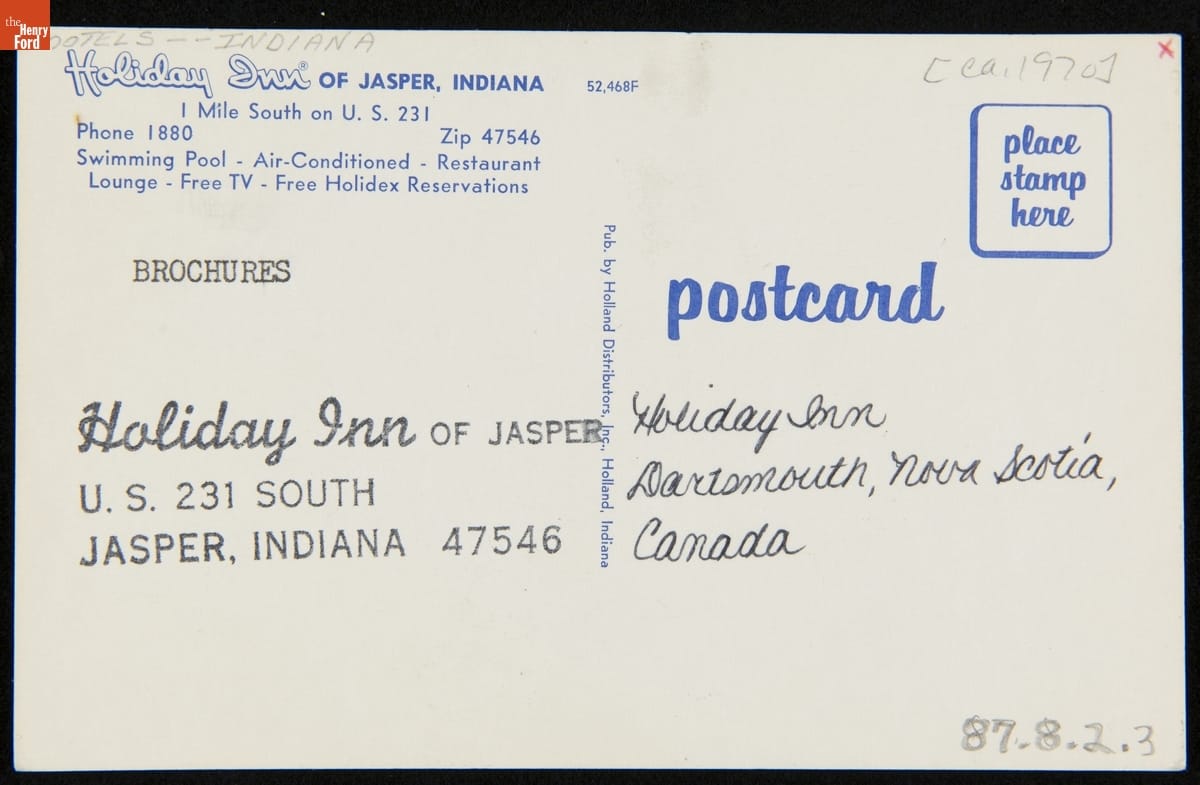 the
Henry
Ford
HOTELS -- INDIANA
Holiday Inn® OF JASPER, INDIANA
1 Mile South on U. S. 231
Phone 1880 Zip 47546
Swimming Pool - Air-Conditioned - Restaurant
Lounge - Free TV - Free Holidex Reservations
52,468F
[ca. 1970]
x
place
stamp
here
BROCHURES
postcard
Pub. by Holland Distributors, Inc., Holland, Indiana
Holiday Inn OF JASPER
U. S. 231 SOUTH
JASPER, INDIANA 47546
Holiday Inn
Dartsmouth, Nova Scotia,
Canada
87.8.2.3